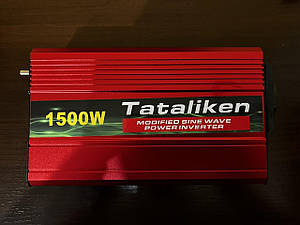 1500W
Tataliken
MODIFIED SINE WAVE
POWER INVERTER